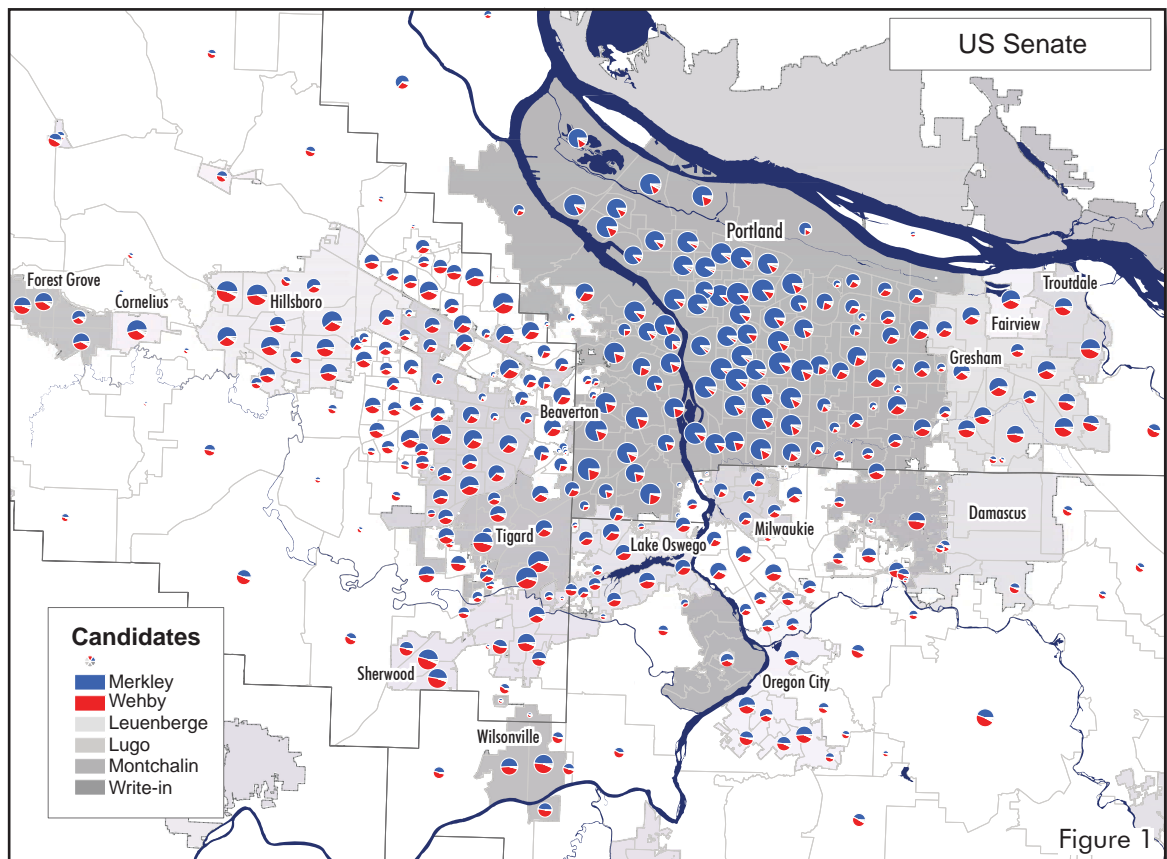 US Senate
Portland
Troutdale
Forest Grove
Cornelius
Hillsboro
Fairview
Gresham
Beaverton
Damascus
Milwaukie
Tigard
Lake Oswego
Candidates
Merkley
Wehby
Leuenberge
Lugo
Montchalin
Write-in
Sherwood
Oregon City
Wilsonville
Figure 1